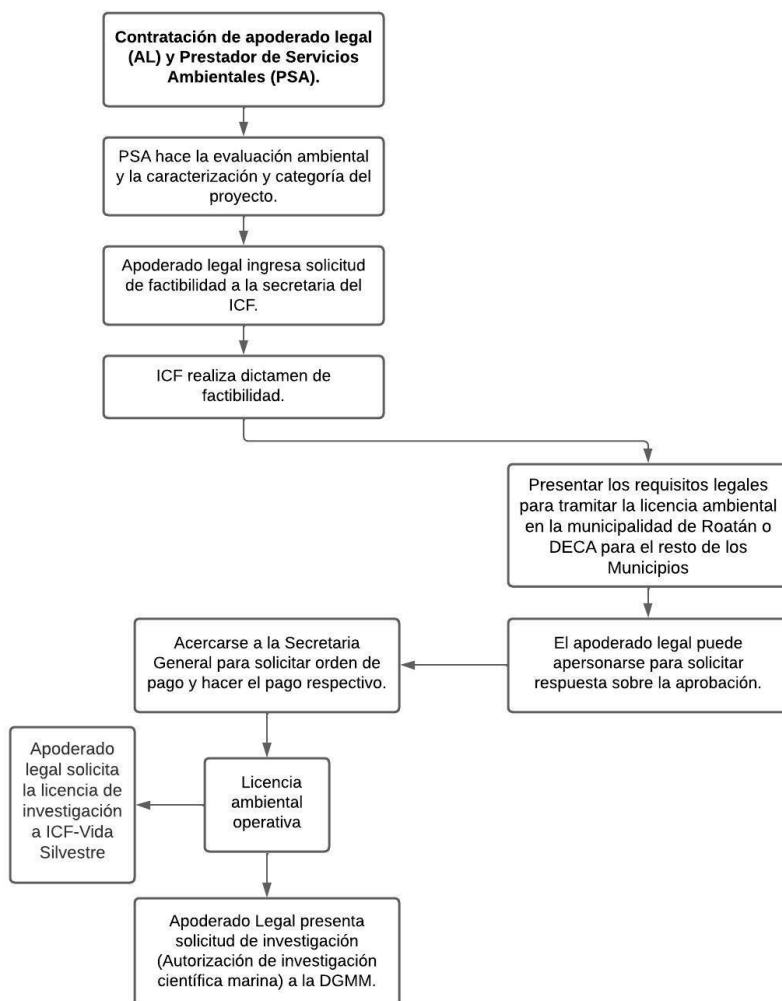 Contratación de apoderado legal
(AL) y Prestador de Servicios
Ambientales (PSA).
PSA hace la evaluación ambiental
y la caracterización y categoría del
proyecto.
Apoderado legal ingresa solicitud
de factibilidad a la secretaria del
ICF.
ICF realiza dictamen de
factibilidad.
Presentar los requisitos legales
para tramitar la licencia ambiental
en la municipalidad de Roatán o
DECA para el resto de los
Municipios
El apoderado legal puede
apersonarse para solicitar
respuesta sobre la aprobación.
Acercarse a la Secretaria
General para solicitar orden de
pago y hacer el pago respectivo.
Licencia
ambiental
operativa
Apoderado
legal solicita
la licencia de
investigación
a ICF-Vida
Silvestre
Apoderado Legal presenta
solicitud de investigación
(Autorización de investigación
científica marina) a la DGMM.